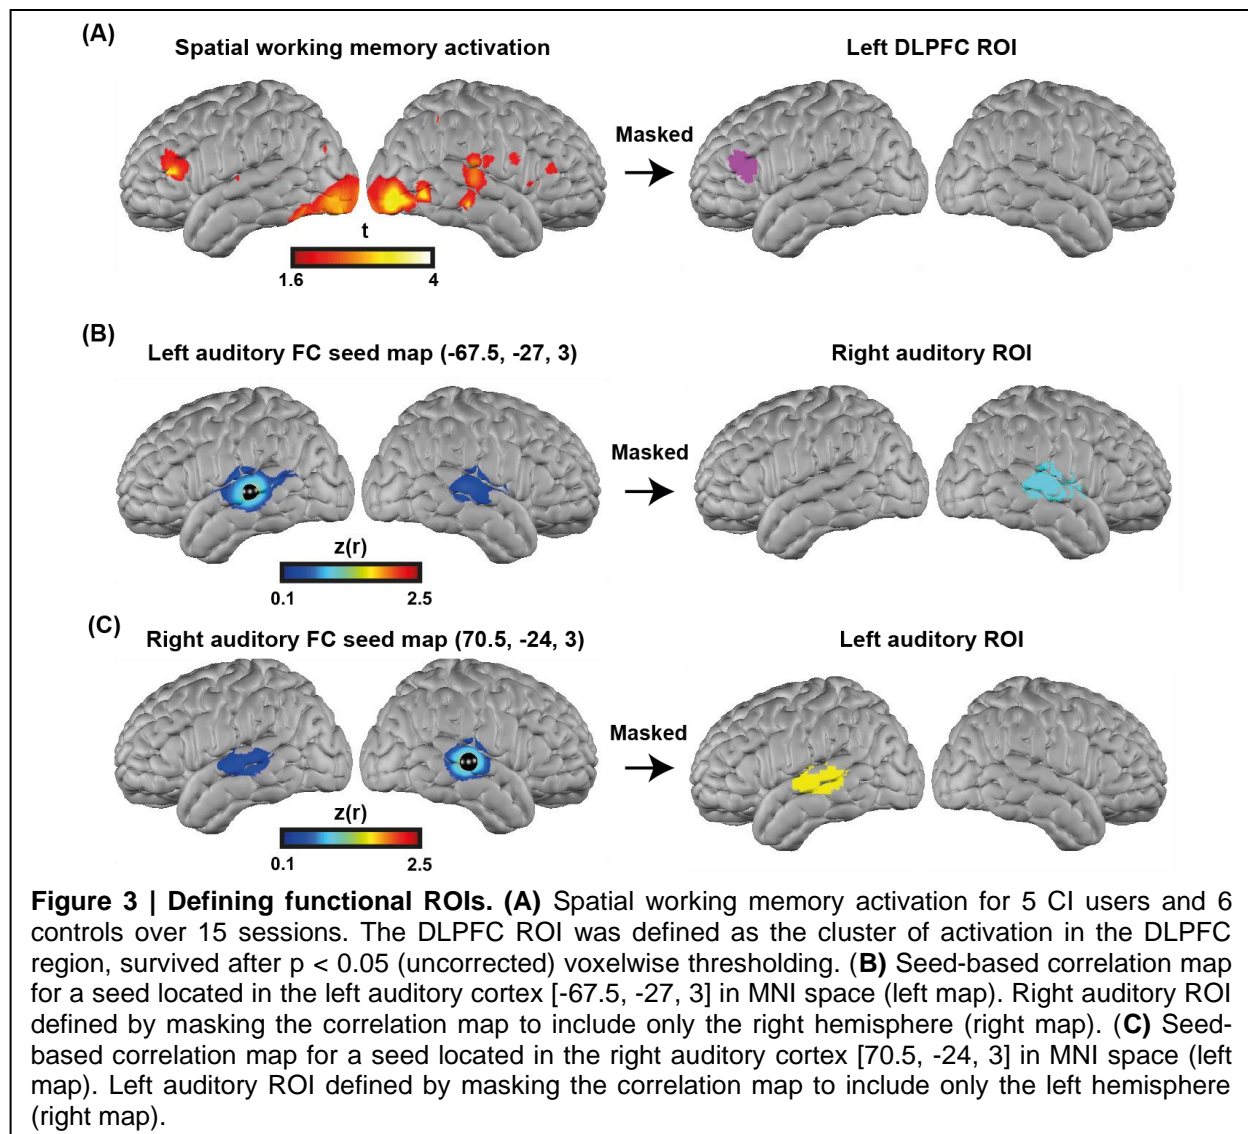 (A)
Spatial working memory activation
Left DLPFC ROI
Masked
t
1.6
4
(B)
Left auditory FC seed map (-67.5, -27, 3)
Right auditory ROI
Masked
z(r)
0.1
2.5
(C)
Right auditory FC seed map (70.5, -24, 3)
Left auditory ROI
Masked
z(r)
0.1
2.5
Figure 3 | Defining functional ROIs. (A) Spatial working memory activation for 5 CI users and 6
controls over 15 sessions. The DLPFC ROI was defined as the cluster of activation in the DLPFC
region, survived after p < 0.05 (uncorrected) voxelwise thresholding. (B) Seed-based correlation map
for a seed located in the left auditory cortex [-67.5, -27, 3] in MNI space (left map). Right auditory ROI
defined by masking the correlation map to include only the right hemisphere (right map). (C) Seed-
based correlation map for a seed located in the right auditory cortex [70.5, -24, 3] in MNI space (left
map). Left auditory ROI defined by masking the correlation map to include only the left hemisphere
(right map).